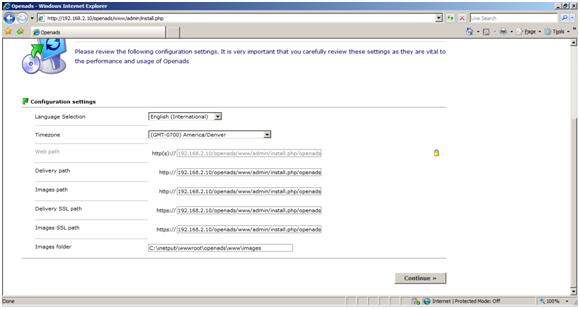 Openads - Windows Internet Explorer
http://192.168.2.10/openads/www/admin/install.php
Live Search
Openads
Page
Tools
Please review the following configuration settings. It is very important that you carefully review these settings as they are vital to
the performance and usage of Openads
Configuration settings
Language Selection
English (International)
Timezone
(GMT-0700) America/Denver
Web path
http(s):// 192.168.2.10/openads/www/admin/install.php/openads
Delivery path
http:// 192.168.2.10/openads/www/admin/install.php/openads
Images path
http:// 192.168.2.10/openads/www/admin/install.php/openads
Delivery SSL path
https:// 192.168.2.10/openads/www/admin/install.php/openads
Images SSL path
https:// 192.168.2.10/openads/www/admin/install.php/openads
Images folder
C:\Inetpub\wwwroot\openads\www\images
Continue »
Done
Internet | Protected Mode: Off
100%